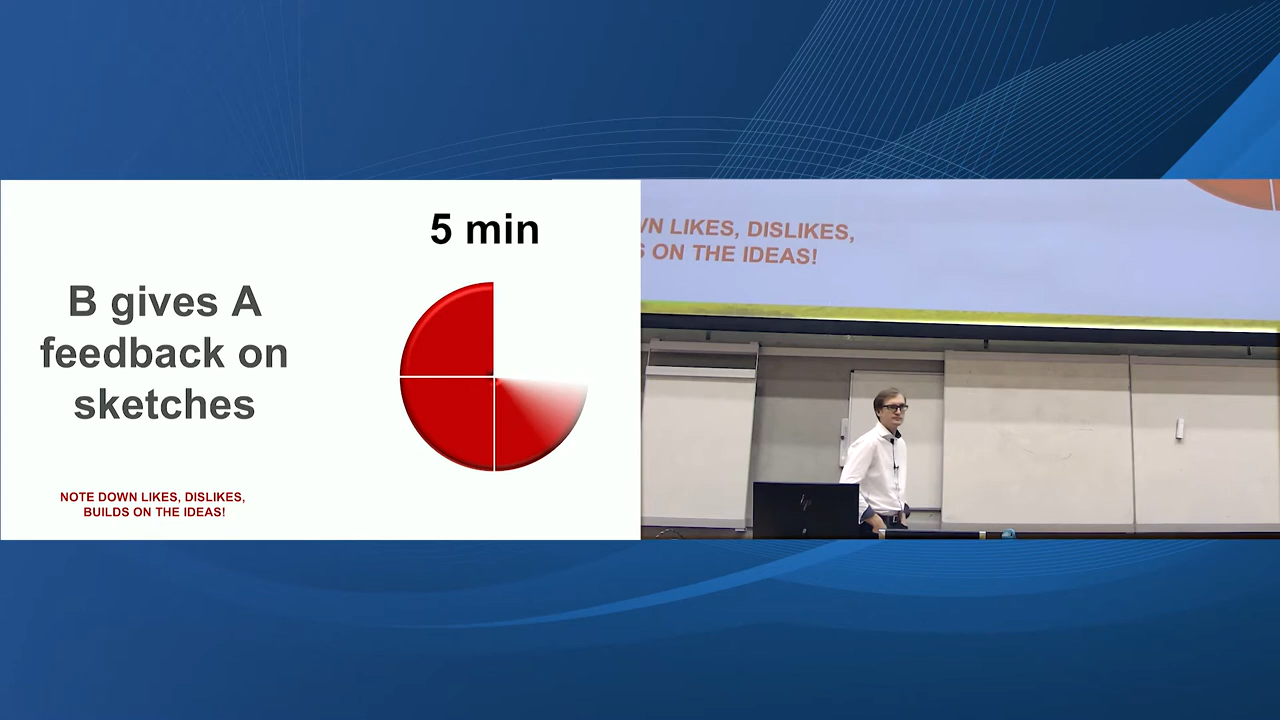 5 min
B gives A
feedback on
sketches
NOTE DOWN LIKES, DISLIKES,
BUILDS ON THE IDEAS!
LIKES, DISLIKES,
ON THE IDEAS!
hp